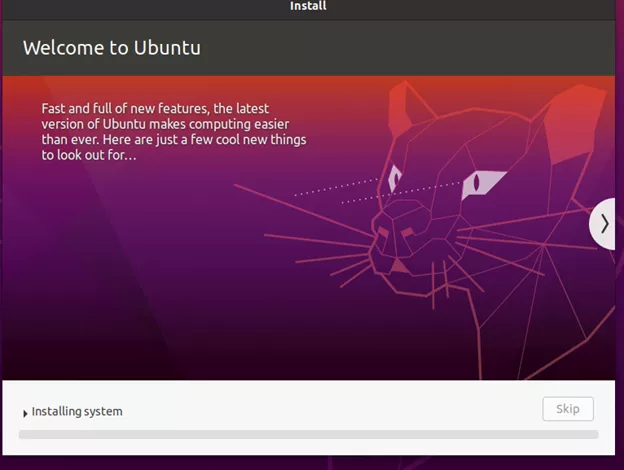 Install
Welcome to Ubuntu
Fast and full of new features, the latest
version of Ubuntu makes computing easier
than ever. Here are just a few cool new things
to look out for…
Installing system
Skip